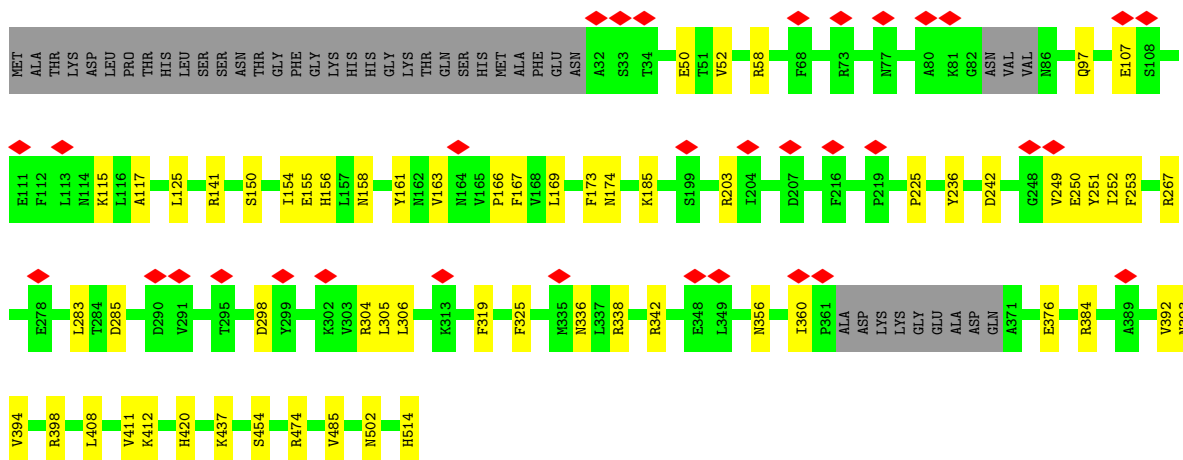 MET ALA THR LYS ASP LEU PRO THR HIS LEU SER SER ASN THR GLY PHE GLY LYS HIS HIS GLY LYS THR GLN SER HIS MET ALA PHE GLU ASN A32 S33 T34 E50 T51 V52 R58 F68 R73 N77 A80 K81 G82 ASN VAL VAL N86 Q97 E107 S108
E111 F112 L113 N114 K115 L116 A117 L125 R141 S150 I154 E155 H156 L157 N158 Y161 N162 V163 N164 V165 P166 F167 V168 L169 F173 N174 K185 S199 R203 I204 D207 F216 P219 P225 Y236 D242 G248 V249 E250 Y251 I252 F253 R267
E278 L283 T284 D285 D290 V291 T295 D298 Y299 K302 Y303 R304 L305 L306 K313 F319 F325 M335 N336 L337 R338 R342 E348 L349 N356 I360 P361 ALA ASP LYS LYS GLY GLU ALA ASP GLN A371 E376 R384 A389 V392
V394 R398 L408 V411 K412 H420 K437 S454 R474 V485 N502 H514